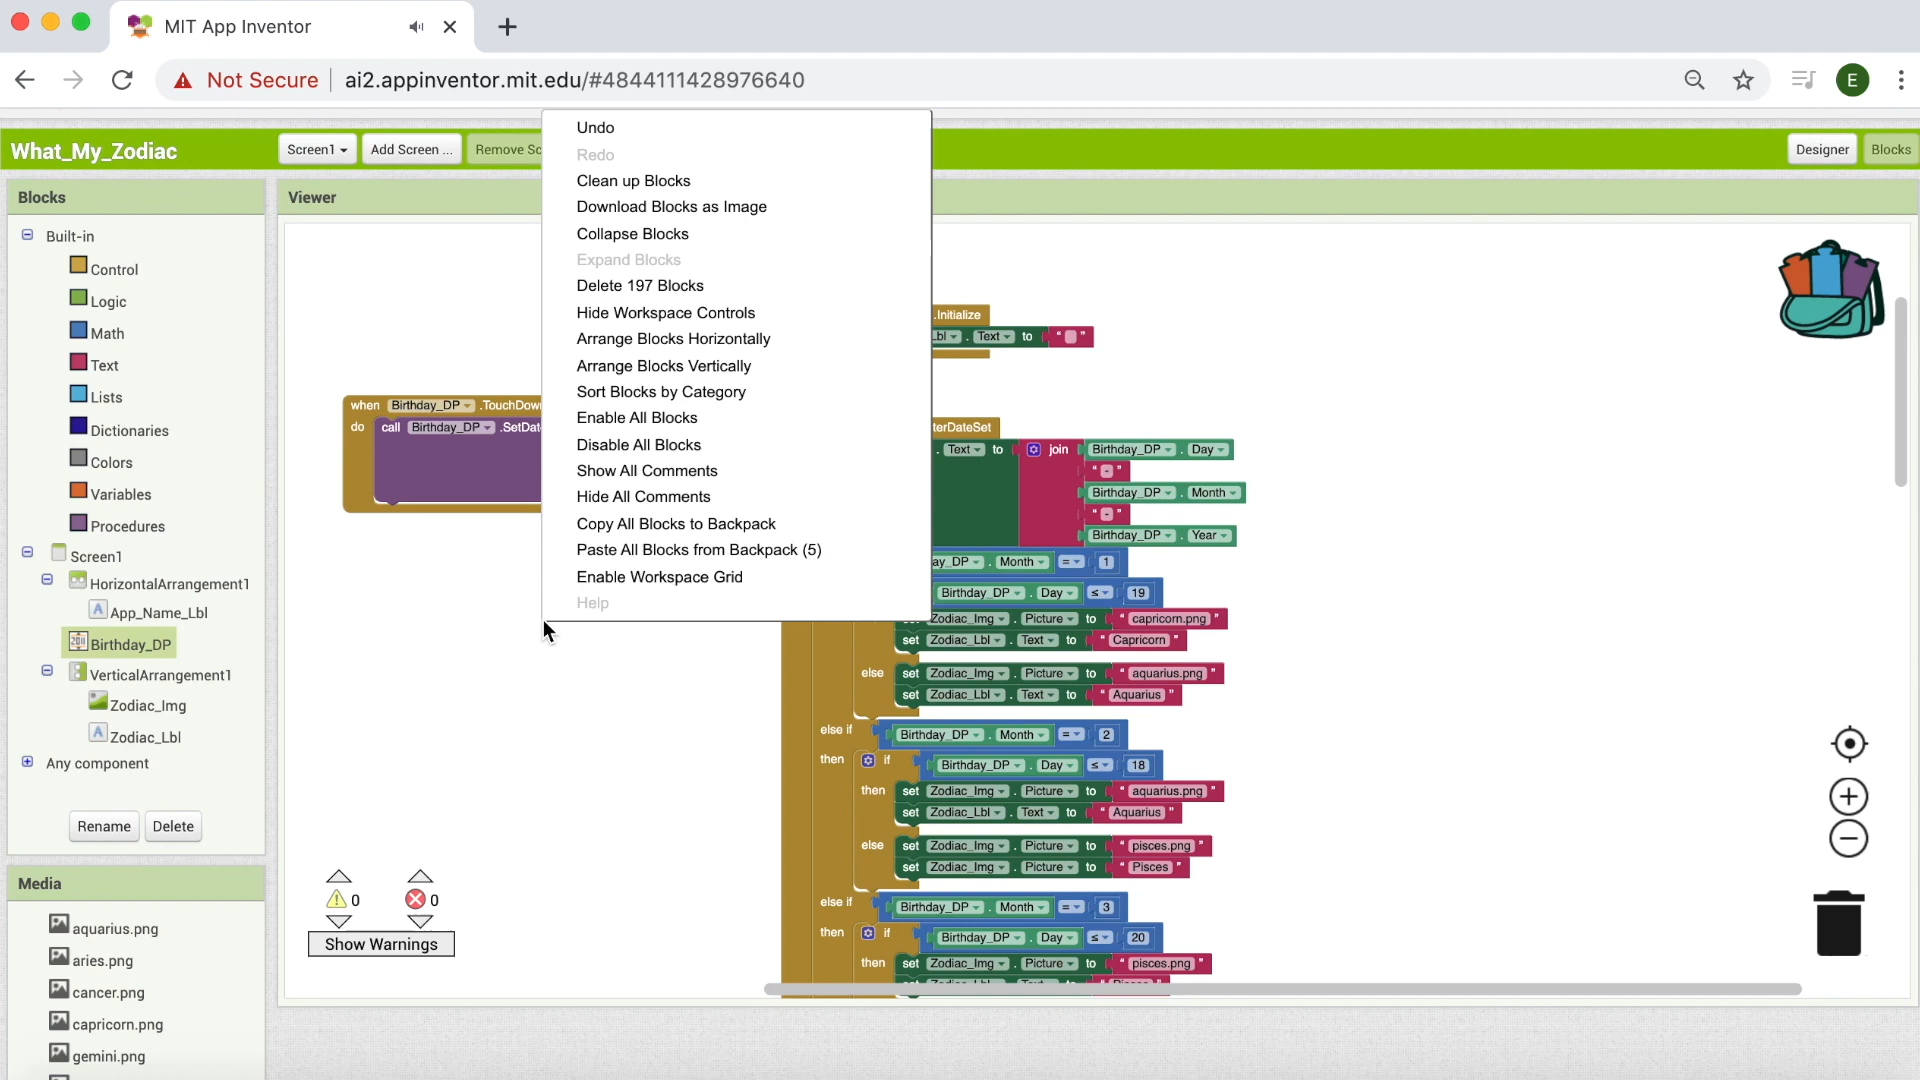 MIT App Inventor
Not Secure
ai2.appinventor.mit.edu/#4844111428976640
E
What_My_Zodiac
Screen1
Add Screen ...
Remove Sc
Designer
Blocks
Blocks
Viewer
Built-in
Control
Logic
Math
Text
Lists
Dictionaries
Colors
Variables
Procedures
Screen1
HorizontalArrangement1
A App_Name_Lbl
Birthday_DP
VerticalArrangement1
Zodiac_Img
A Zodiac_Lbl
Any component
Rename
Delete
Media
aquarius.png
aries.png
cancer.png
capricorn.png
gemini.png
Undo
Redo
Clean up Blocks
Download Blocks as Image
Collapse Blocks
Expand Blocks
Delete 197 Blocks
Hide Workspace Controls
Arrange Blocks Horizontally
Arrange Blocks Vertically
Sort Blocks by Category
Enable All Blocks
Disable All Blocks
Show All Comments
Hide All Comments
Copy All Blocks to Backpack
Paste All Blocks from Backpack (5)
Enable Workspace Grid
Help
when Birthday_DP .TouchDow
do call Birthday_DP .SetDat
.Initialize
Lbl . Text to " "
terDateSet
. Text to join Birthday_DP . Day
" - "
Birthday_DP . Month
" - "
Birthday_DP . Year
ay_DP . Month = 1
Birthday_DP . Day ≤ 19
Zodiac_Img . Picture to " capricorn.png "
set Zodiac_Lbl . Text to " Capricorn "
else set Zodiac_Img . Picture to " aquarius.png "
set Zodiac_Lbl . Text to " Aquarius "
else if Birthday_DP . Month = 2
then if Birthday_DP . Day ≤ 18
then set Zodiac_Img . Picture to " aquarius.png "
set Zodiac_Lbl . Text to " Aquarius "
else set Zodiac_Img . Picture to " pisces.png "
set Zodiac_Img . Picture to " Pisces "
else if Birthday_DP . Month = 3
then if Birthday_DP . Day ≤ 20
then set Zodiac_Img . Picture to " pisces.png "
0
0
Show Warnings